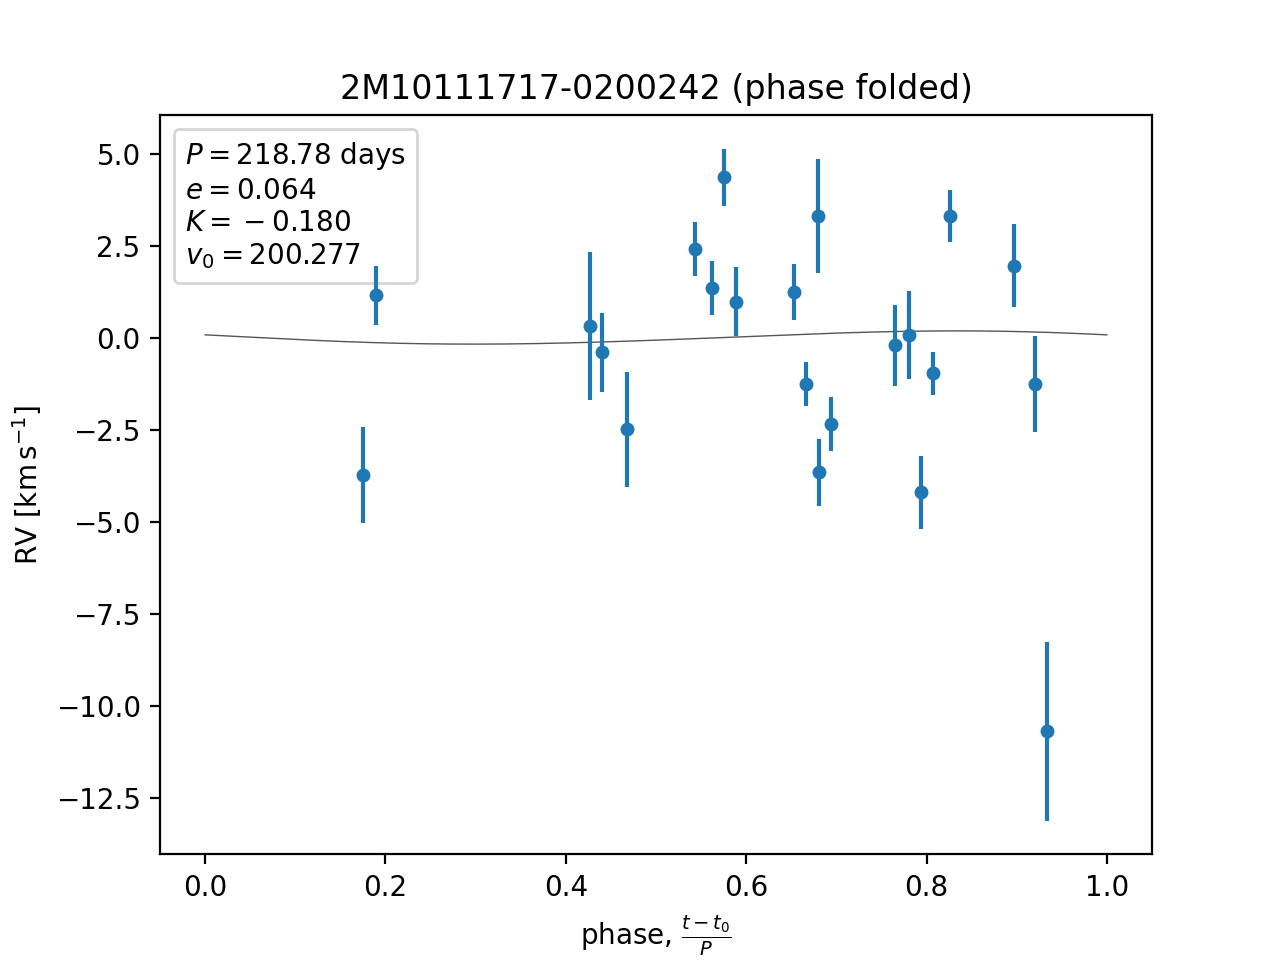 2M10111717-0200242 (phase folded)
P = 218.78 days
e = 0.064
K = −0.180
v₀ = 200.277
5.0
2.5
0.0
−2.5
−5.0
−7.5
−10.0
−12.5
RV [km s⁻¹]
0.0 0.2 0.4 0.6 0.8 1.0
phase, (t − t₀)/P